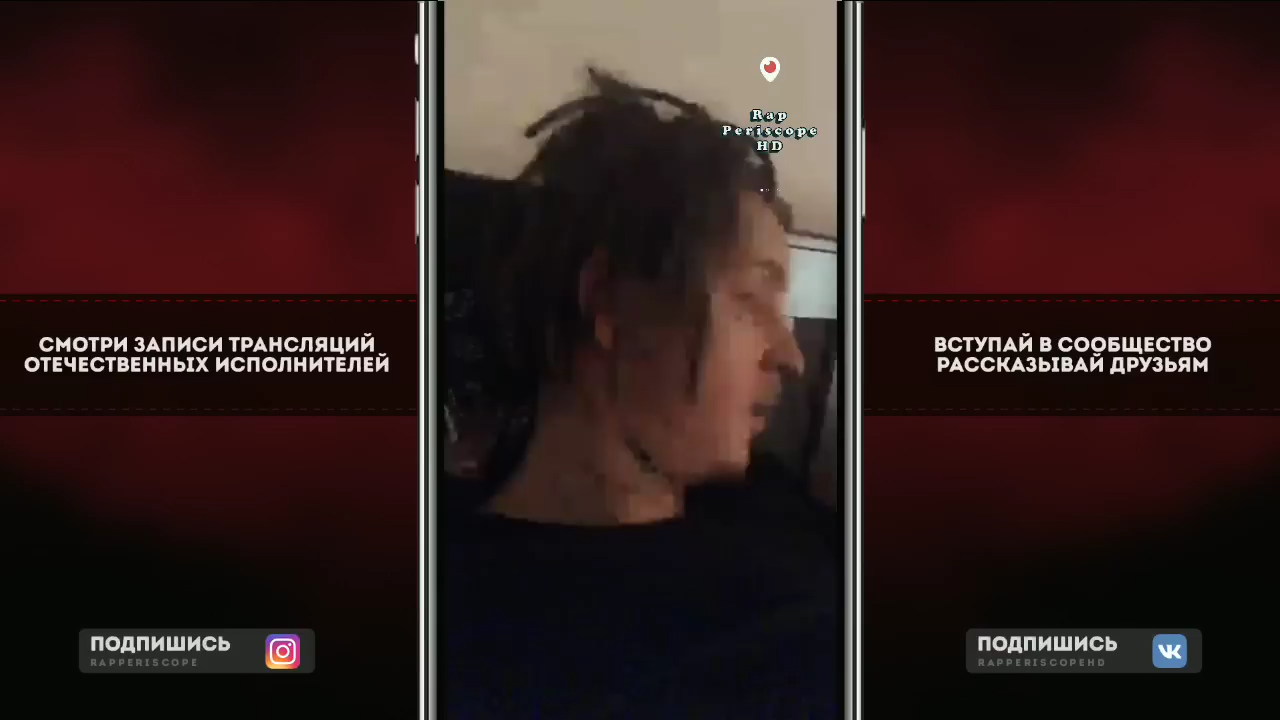 Rap
Periscope
HD
СМОТРИ ЗАПИСИ ТРАНСЛЯЦИЙ
ОТЕЧЕСТВЕННЫХ ИСПОЛНИТЕЛЕЙ
ВСТУПАЙ В СООБЩЕСТВО
РАССКАЗЫВАЙ ДРУЗЬЯМ
ПОДПИШИСЬ
RAPPERISCOPE
ПОДПИШИСЬ
RAPPERISCOPEHD